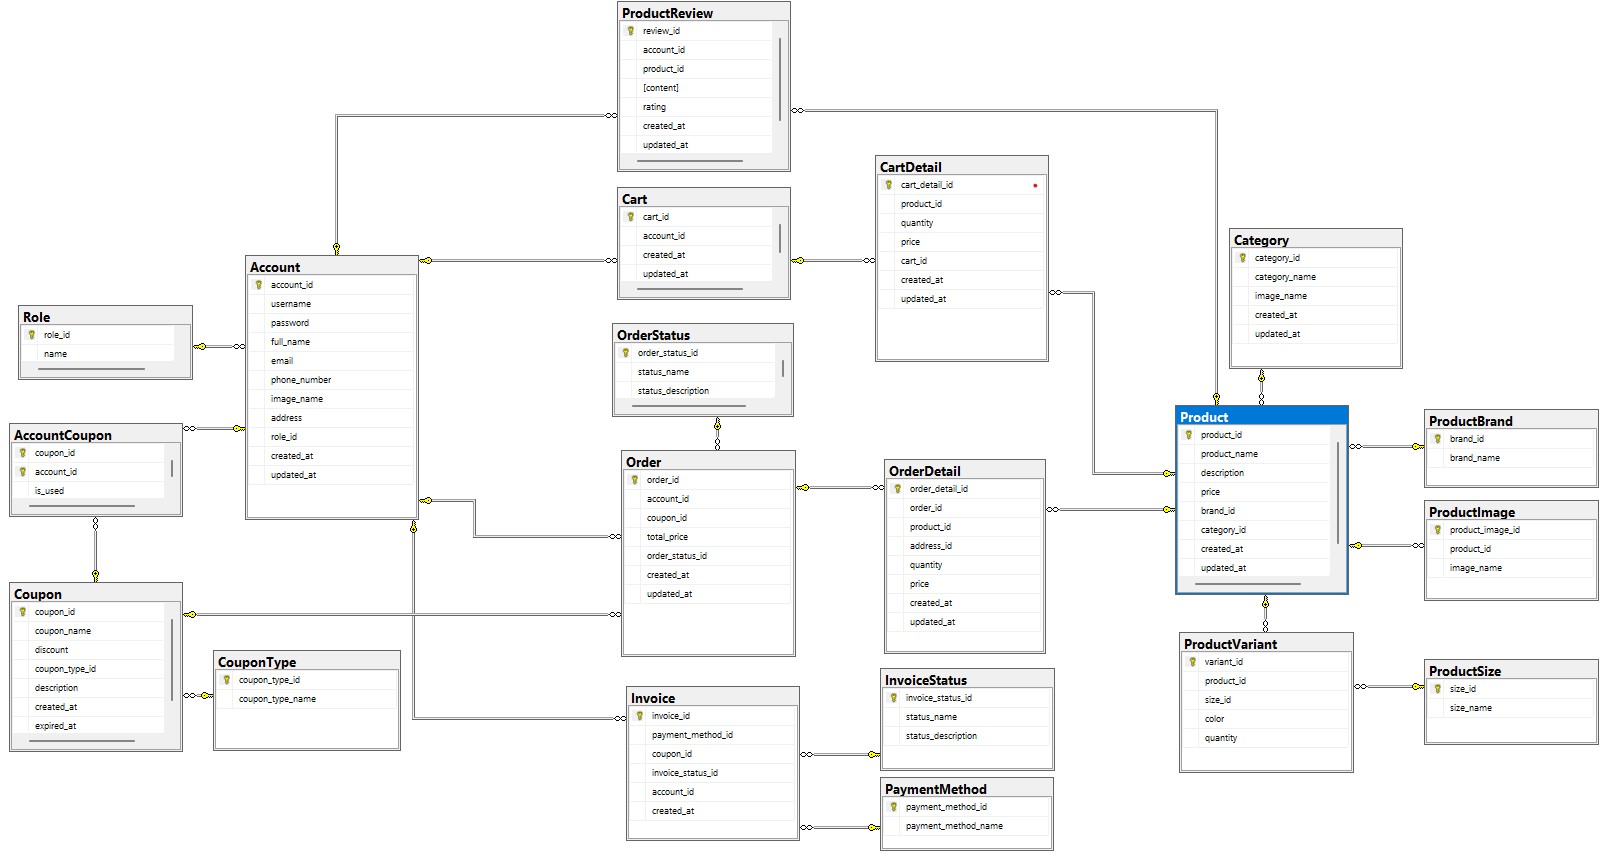 ProductReview
review_id
account_id
product_id
[content]
rating
created_at
updated_at
Cart
cart_id
account_id
created_at
updated_at
CartDetail
cart_detail_id
product_id
quantity
price
cart_id
created_at
updated_at
Category
category_id
category_name
image_name
created_at
updated_at
Account
account_id
username
password
full_name
email
phone_number
image_name
address
role_id
created_at
updated_at
Role
role_id
name
OrderStatus
order_status_id
status_name
status_description
AccountCoupon
coupon_id
account_id
is_used
Order
order_id
account_id
coupon_id
total_price
order_status_id
created_at
updated_at
OrderDetail
order_detail_id
order_id
product_id
address_id
quantity
price
created_at
updated_at
Product
product_id
product_name
description
price
brand_id
category_id
created_at
updated_at
ProductBrand
brand_id
brand_name
ProductImage
product_image_id
product_id
image_name
Coupon
coupon_id
coupon_name
discount
coupon_type_id
description
created_at
expired_at
CouponType
coupon_type_id
coupon_type_name
Invoice
invoice_id
payment_method_id
coupon_id
invoice_status_id
account_id
created_at
InvoiceStatus
invoice_status_id
status_name
status_description
PaymentMethod
payment_method_id
payment_method_name
ProductVariant
variant_id
product_id
size_id
color
quantity
ProductSize
size_id
size_name